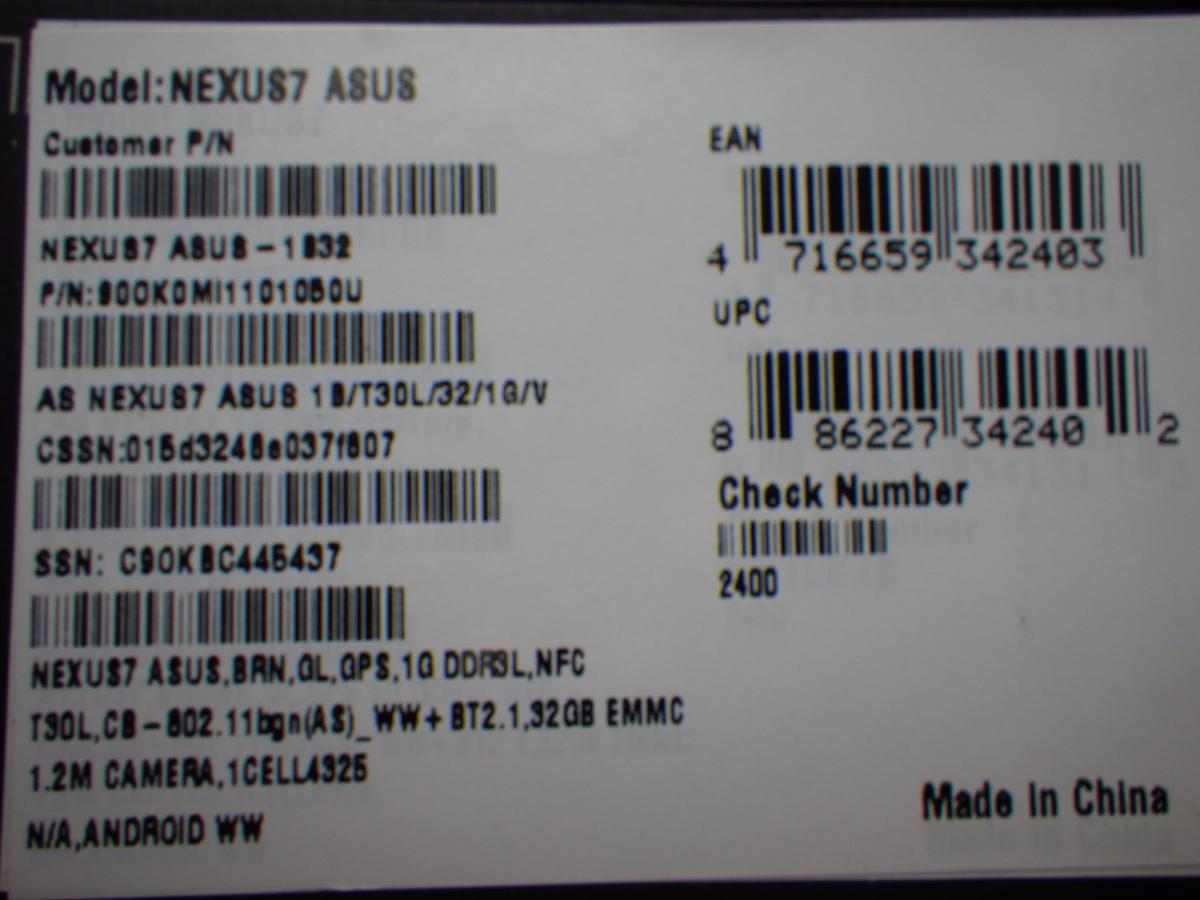 Model:NEXUS7 ASUS
Customer P/N
NEXUS7 ASUS-1B32
P/N:90OK0MI1101050U
AS NEXUS7 ASUS 1B/T30L/32/1G/V
CSSN:015d3248e037f607
SSN: C9OKBC445437
NEXUS7 ASUS,BRN,GL,GPS,1G DDR3L,NFC
T30L,CB-802.11bgn(AS)_WW+BT2.1,32GB EMMC
1.2M CAMERA,1CELL4325
N/A,ANDROID WW
EAN
4 716659 342403
UPC
8 86227 34240 2
Check Number
2400
Made in China